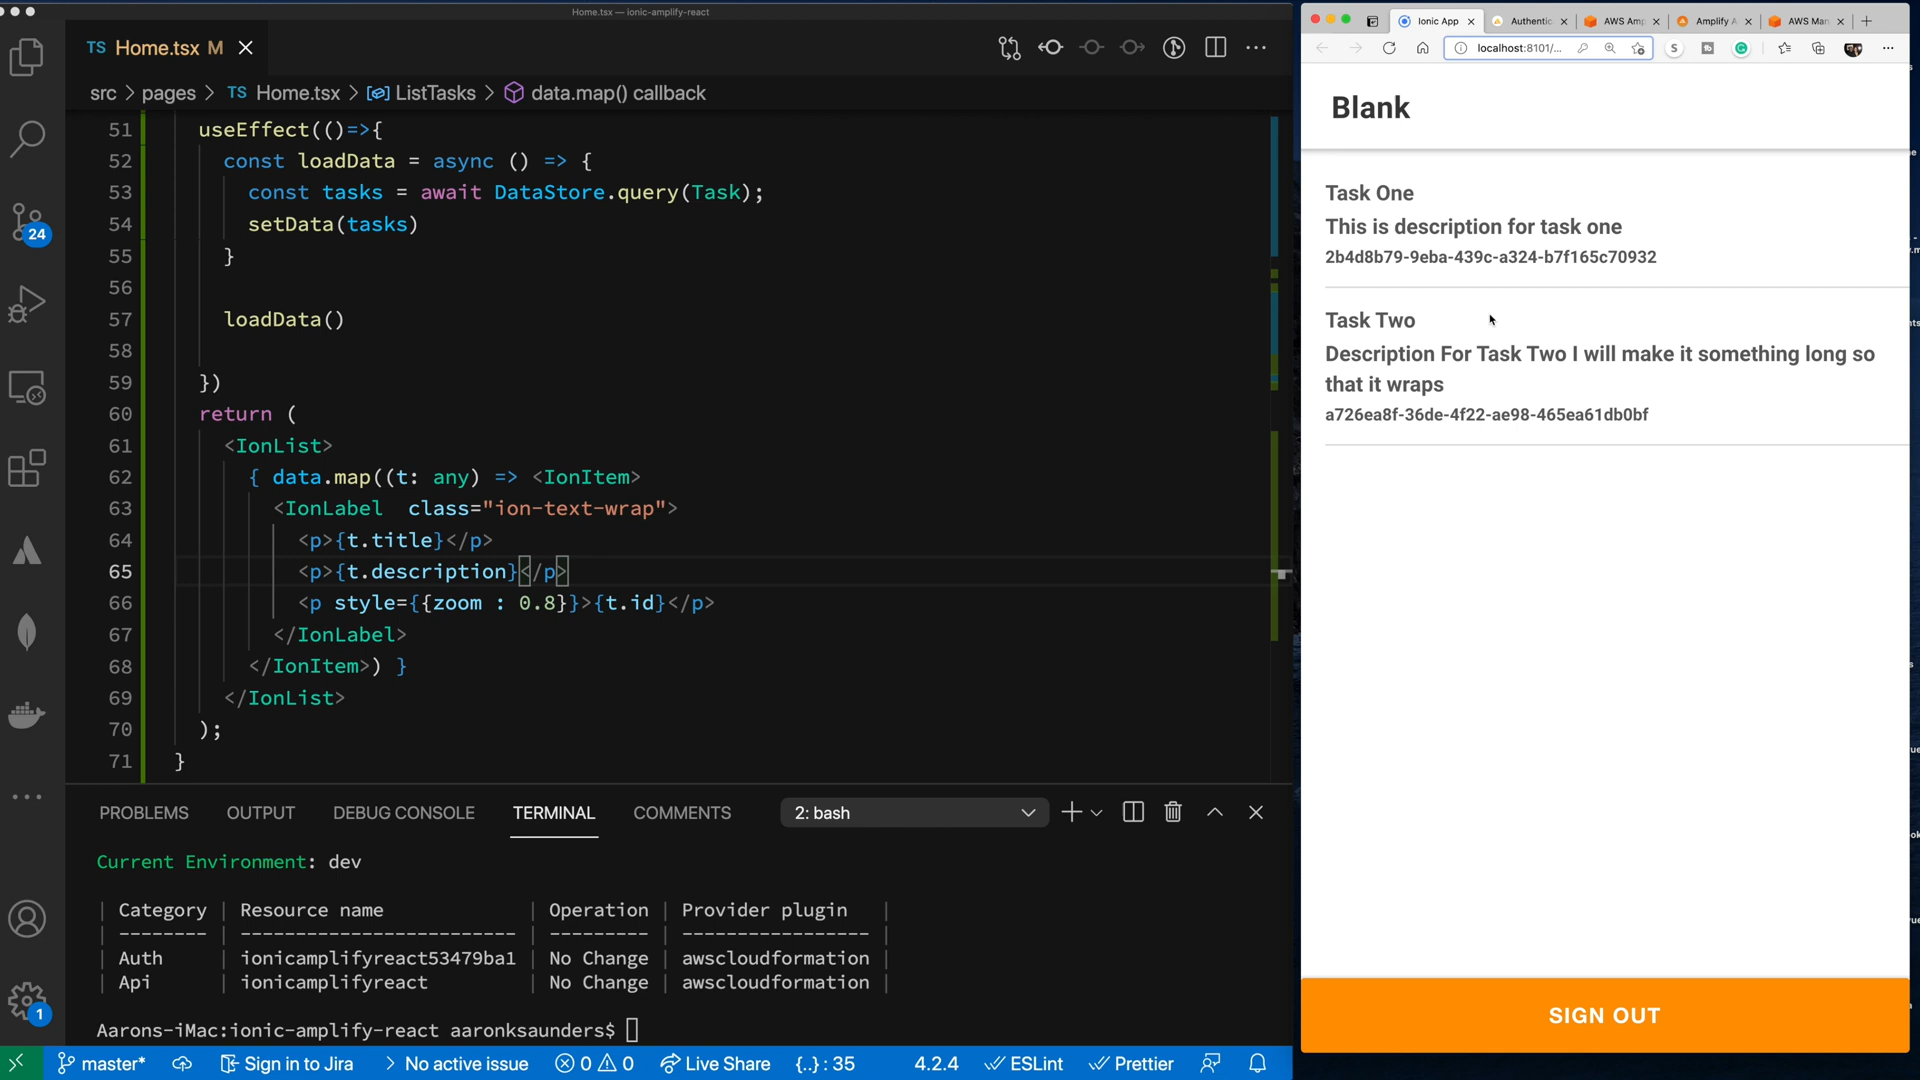 Home.tsx — ionic-amplify-react
TS Home.tsx M
src > pages > TS Home.tsx > ListTasks > data.map() callback
51 useEffect(()=>{
52 const loadData = async () => {
53 const tasks = await DataStore.query(Task);
54 setData(tasks)
55 }
56
57 loadData()
58
59 })
60 return (
61 <IonList>
62 { data.map((t: any) => <IonItem>
63 <IonLabel class="ion-text-wrap">
64 <p>{t.title}</p>
65 <p>{t.description}</p>
66 <p style={{zoom : 0.8}}>{t.id}</p>
67 </IonLabel>
68 </IonItem>) }
69 </IonList>
70 );
71 }
24
1
PROBLEMS OUTPUT DEBUG CONSOLE TERMINAL COMMENTS 2: bash
Current Environment: dev
| Category | Resource name | Operation | Provider plugin |
| -------- | ----------------------- | --------- | ----------------- |
| Auth | ionicamplifyreact53479ba1 | No Change | awscloudformation |
| Api | ionicamplifyreact | No Change | awscloudformation |
Aarons-iMac:ionic-amplify-react aaronksaunders$
master* Sign in to Jira > No active issue 0 0 Live Share {..} : 35 4.2.4 ESLint Prettier
Ionic App Authentic AWS Amp Amplify A AWS Man
localhost:8101/...
Blank
Task One
This is description for task one
2b4d8b79-9eba-439c-a324-b7f165c70932
Task Two
Description For Task Two I will make it something long so
that it wraps
a726ea8f-36de-4f22-ae98-465ea61db0bf
SIGN OUT